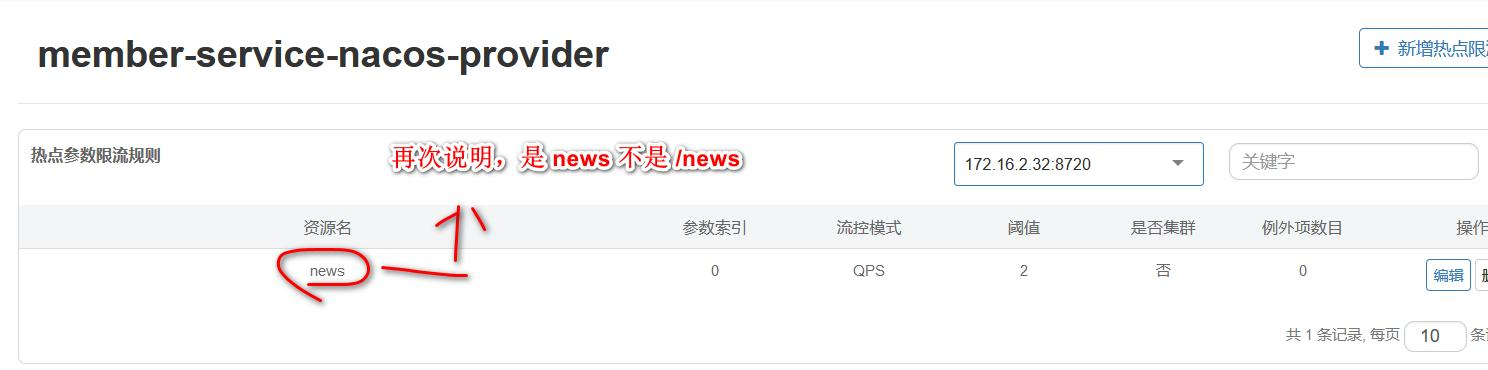 member-service-nacos-provider
新增热点限
热点参数限流规则
再次说明，是 news 不是 /news
172.16.2.32:8720
关键字
资源名 参数索引 流控模式 阈值 是否集群 例外项数目 操作
news 0 QPS 2 否 0 编辑
共 1 条记录, 每页 10 条